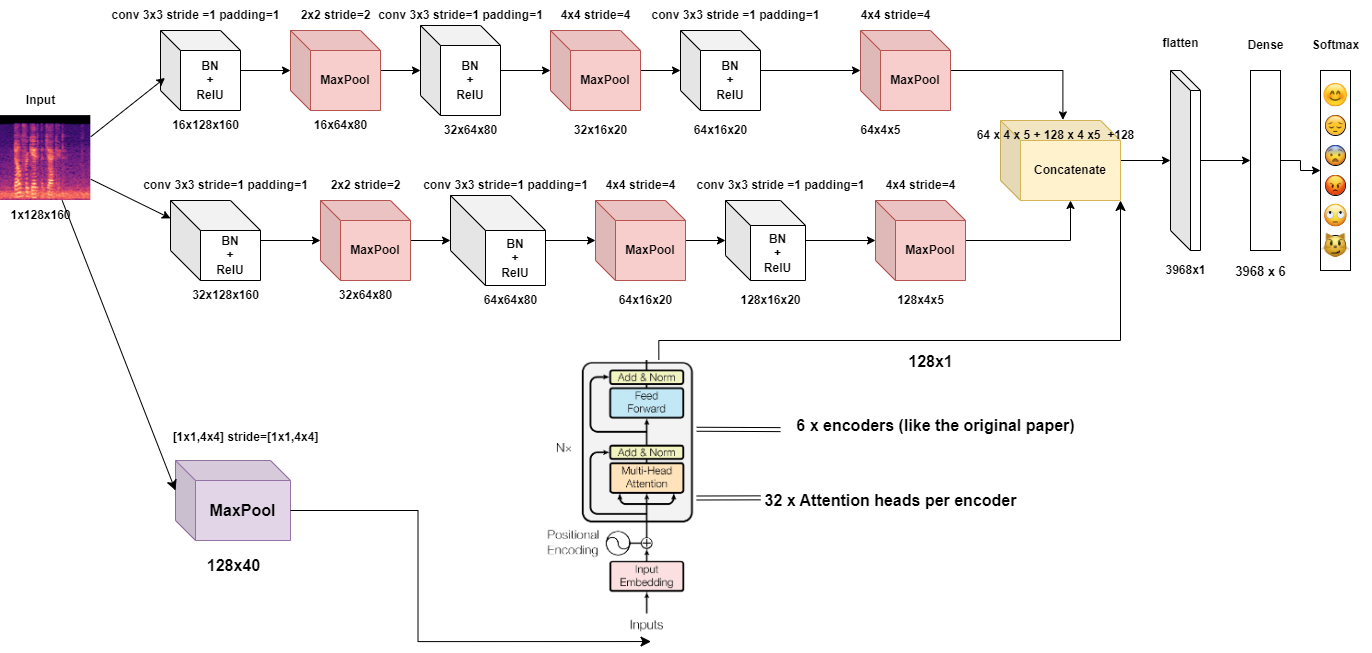 conv 3x3 stride =1 padding=1
2x2 stride=2
conv 3x3 stride =1 padding=1
4x4 stride=4
conv 3x3 stride =1 padding=1
4x4 stride=4
flatten
Dense
Softmax
Input
BN
+
RelU
MaxPool
BN
+
RelU
MaxPool
BN
+
RelU
MaxPool
16x128x160
16x64x80
32x64x80
32x16x20
64x16x20
64x4x5
64 x 4 x 5 + 128 x 4 x5 +128
Concatenate
1x128x160
conv 3x3 stride=1 padding=1
2x2 stride=2
conv 3x3 stride=1 padding=1
4x4 stride=4
conv 3x3 stride =1 padding=1
4x4 stride=4
BN
+
RelU
MaxPool
BN
+
RelU
MaxPool
BN
+
RelU
MaxPool
32x128x160
32x64x80
64x64x80
64x16x20
128x16x20
128x4x5
3968x1
3968 x 6
128x1
[1x1,4x4] stride=[1x1,4x4]
MaxPool
128x40
Add & Norm
Feed
Forward
N×
Add & Norm
Multi-Head
Attention
6 x encoders (like the original paper)
32 x Attention heads per encoder
Positional
Encoding
Input
Embedding
Inputs